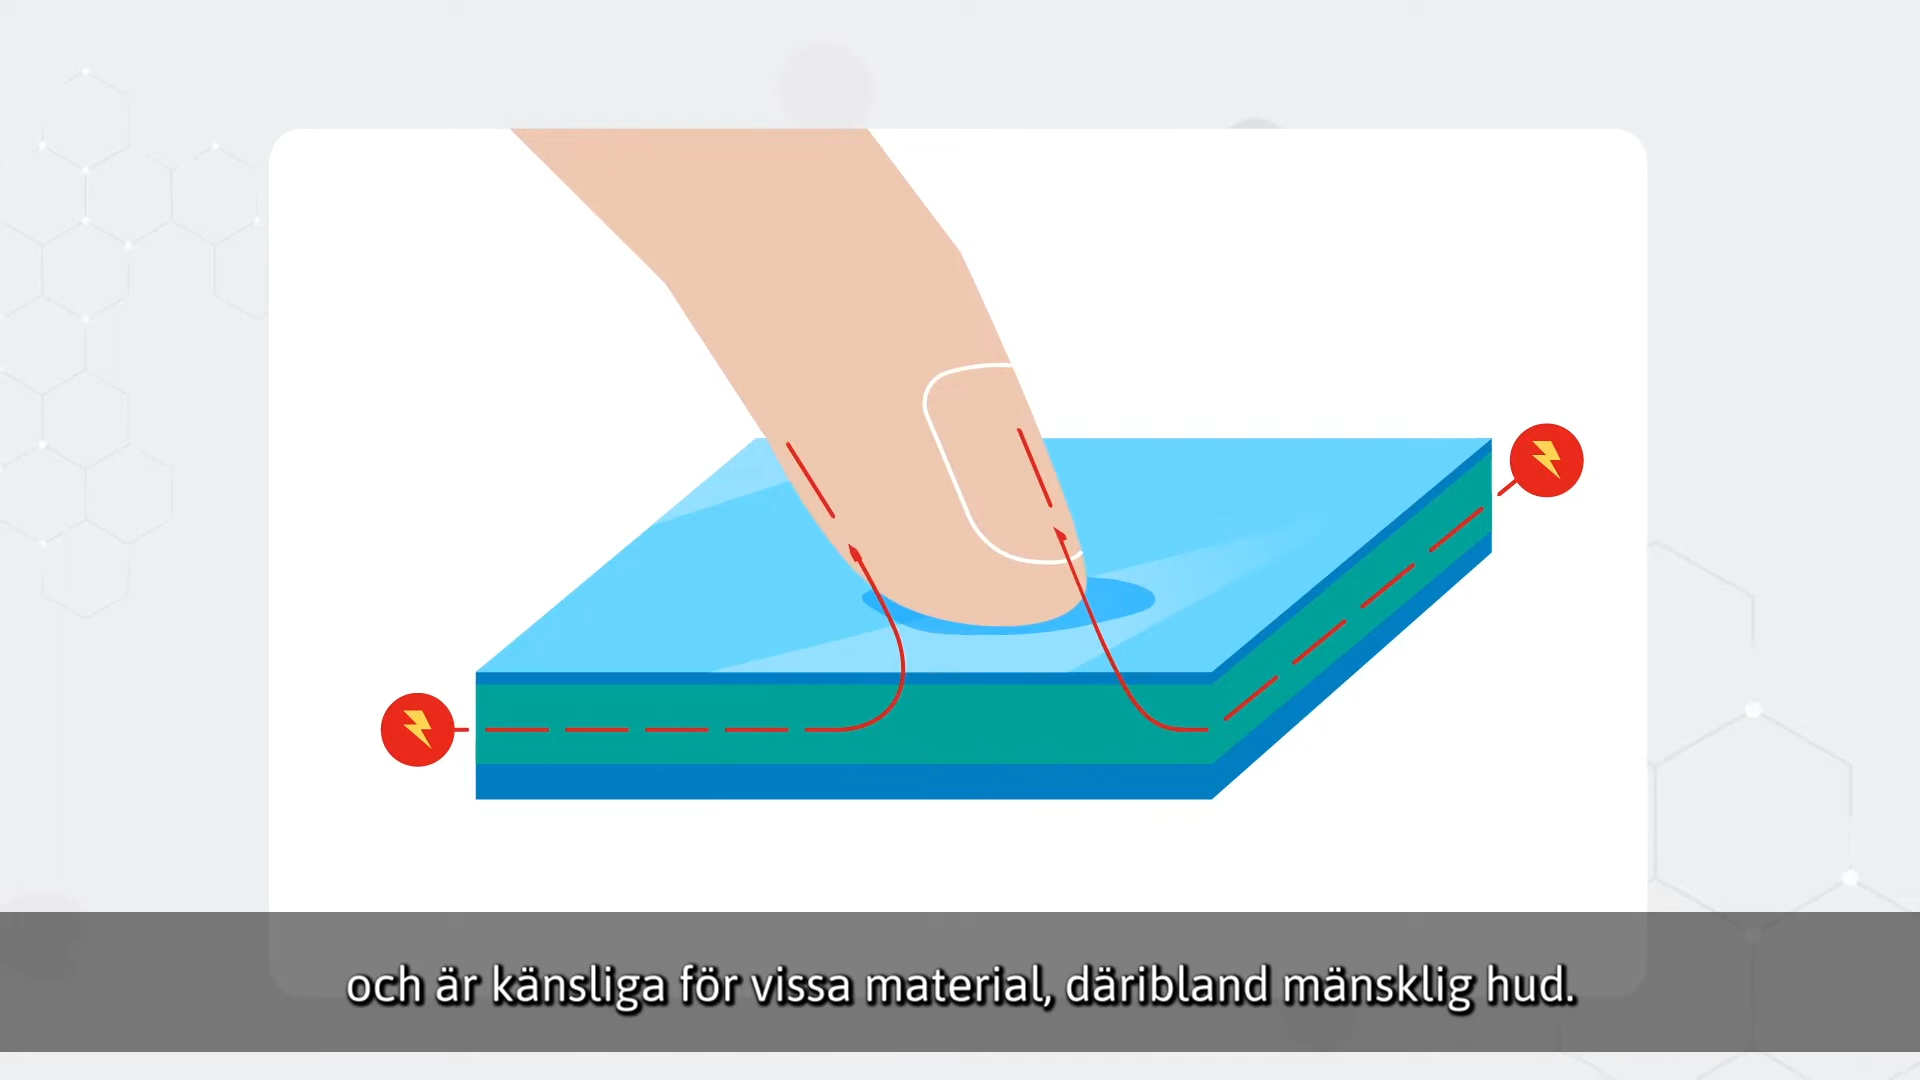 och är känsliga för vissa material, däribland mänsklig hud.